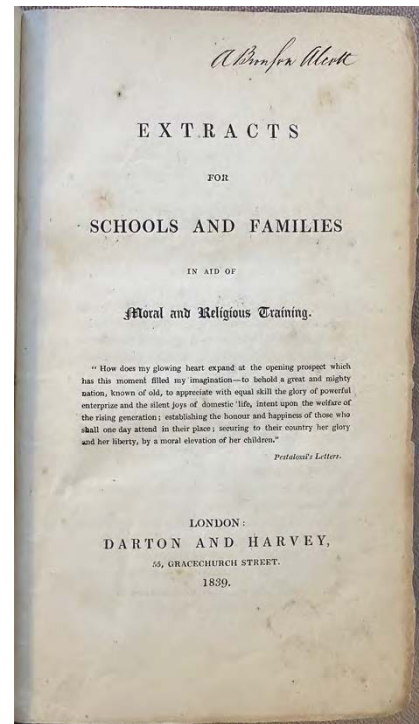 A Bronson Alcott
EXTRACTS
FOR
SCHOOLS AND FAMILIES
IN AID OF
Moral and Religious Training.
" How does my glowing heart expand at the opening prospect which
has this moment filled my imagination—to behold a great and mighty
nation, known of old, to appreciate with equal skill the glory of powerful
enterprize and the silent joys of domestic life, intent upon the welfare of
the rising generation; establishing the honour and happiness of those who
shall one day attend in their place; securing to their country her glory
and her liberty, by a moral elevation of her children."
Pestalozzi's Letters.
LONDON:
DARTON AND HARVEY,
55, GRACECHURCH STREET.
1839.